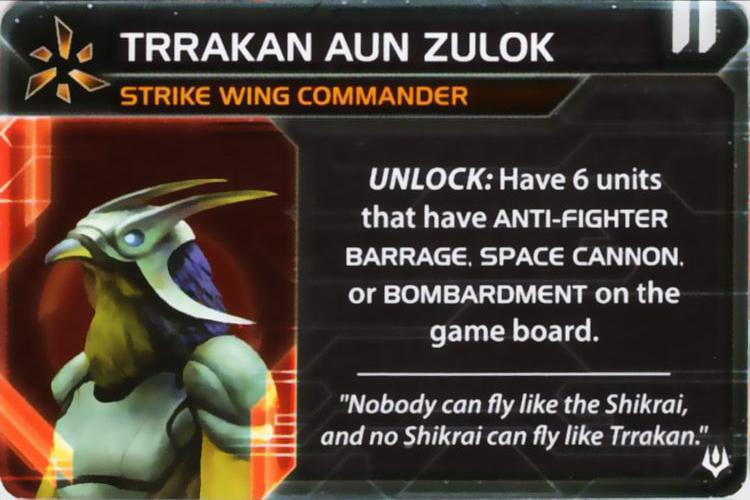 TRRAKAN AUN ZULOK
STRIKE WING COMMANDER
UNLOCK: Have 6 units
that have ANTI-FIGHTER
BARRAGE, SPACE CANNON,
or BOMBARDMENT on the
game board.
"Nobody can fly like the Shikrai,
and no Shikrai can fly like Trrakan."